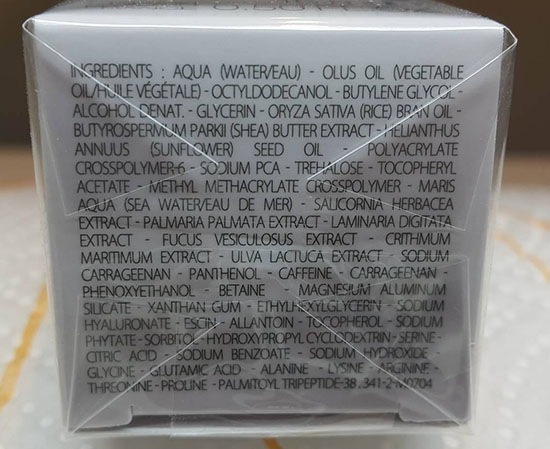 INGREDIENTS : AQUA (WATER/EAU) - OLUS OIL (VEGETABLE
OIL/HUILE VÉGÉTALE) - OCTYLDODECANOL - BUTYLENE GLYCOL -
ALCOHOL DENAT. - GLYCERIN - ORYZA SATIVA (RICE) BRAN OIL -
BUTYROSPERMUM PARKII (SHEA) BUTTER EXTRACT - HELIANTHUS
ANNUUS (SUNFLOWER) SEED OIL - POLYACRYLATE
CROSSPOLYMER-6 - SODIUM PCA - TREHALOSE - TOCOPHERYL
ACETATE - METHYL METHACRYLATE CROSSPOLYMER - MARIS
AQUA (SEA WATER/EAU DE MER) - SALICORNIA HERBACEA
EXTRACT - PALMARIA PALMATA EXTRACT - LAMINARIA DIGITATA
EXTRACT - FUCUS VESICULOSUS EXTRACT - CRITHMUM
MARITIMUM EXTRACT - ULVA LACTUCA EXTRACT - SODIUM
CARRAGEENAN - PANTHENOL - CAFFEINE - CARRAGEENAN -
PHENOXYETHANOL - BETAINE - MAGNESIUM ALUMINUM
SILICATE - XANTHAN GUM - ETHYLHEXYLGLYCERIN - SODIUM
HYALURONATE - ESCIN - ALLANTOIN - TOCOPHEROL - SODIUM
PHYTATE - SORBITOL - HYDROXYPROPYL CYCLODEXTRIN - SERINE -
CITRIC ACID - SODIUM BENZOATE - SODIUM HYDROXIDE -
GLYCINE - GLUTAMIC ACID - ALANINE - LYSINE - ARGININE -
THREONINE - PROLINE - PALMITOYL TRIPEPTIDE-38. 341-2-M0704